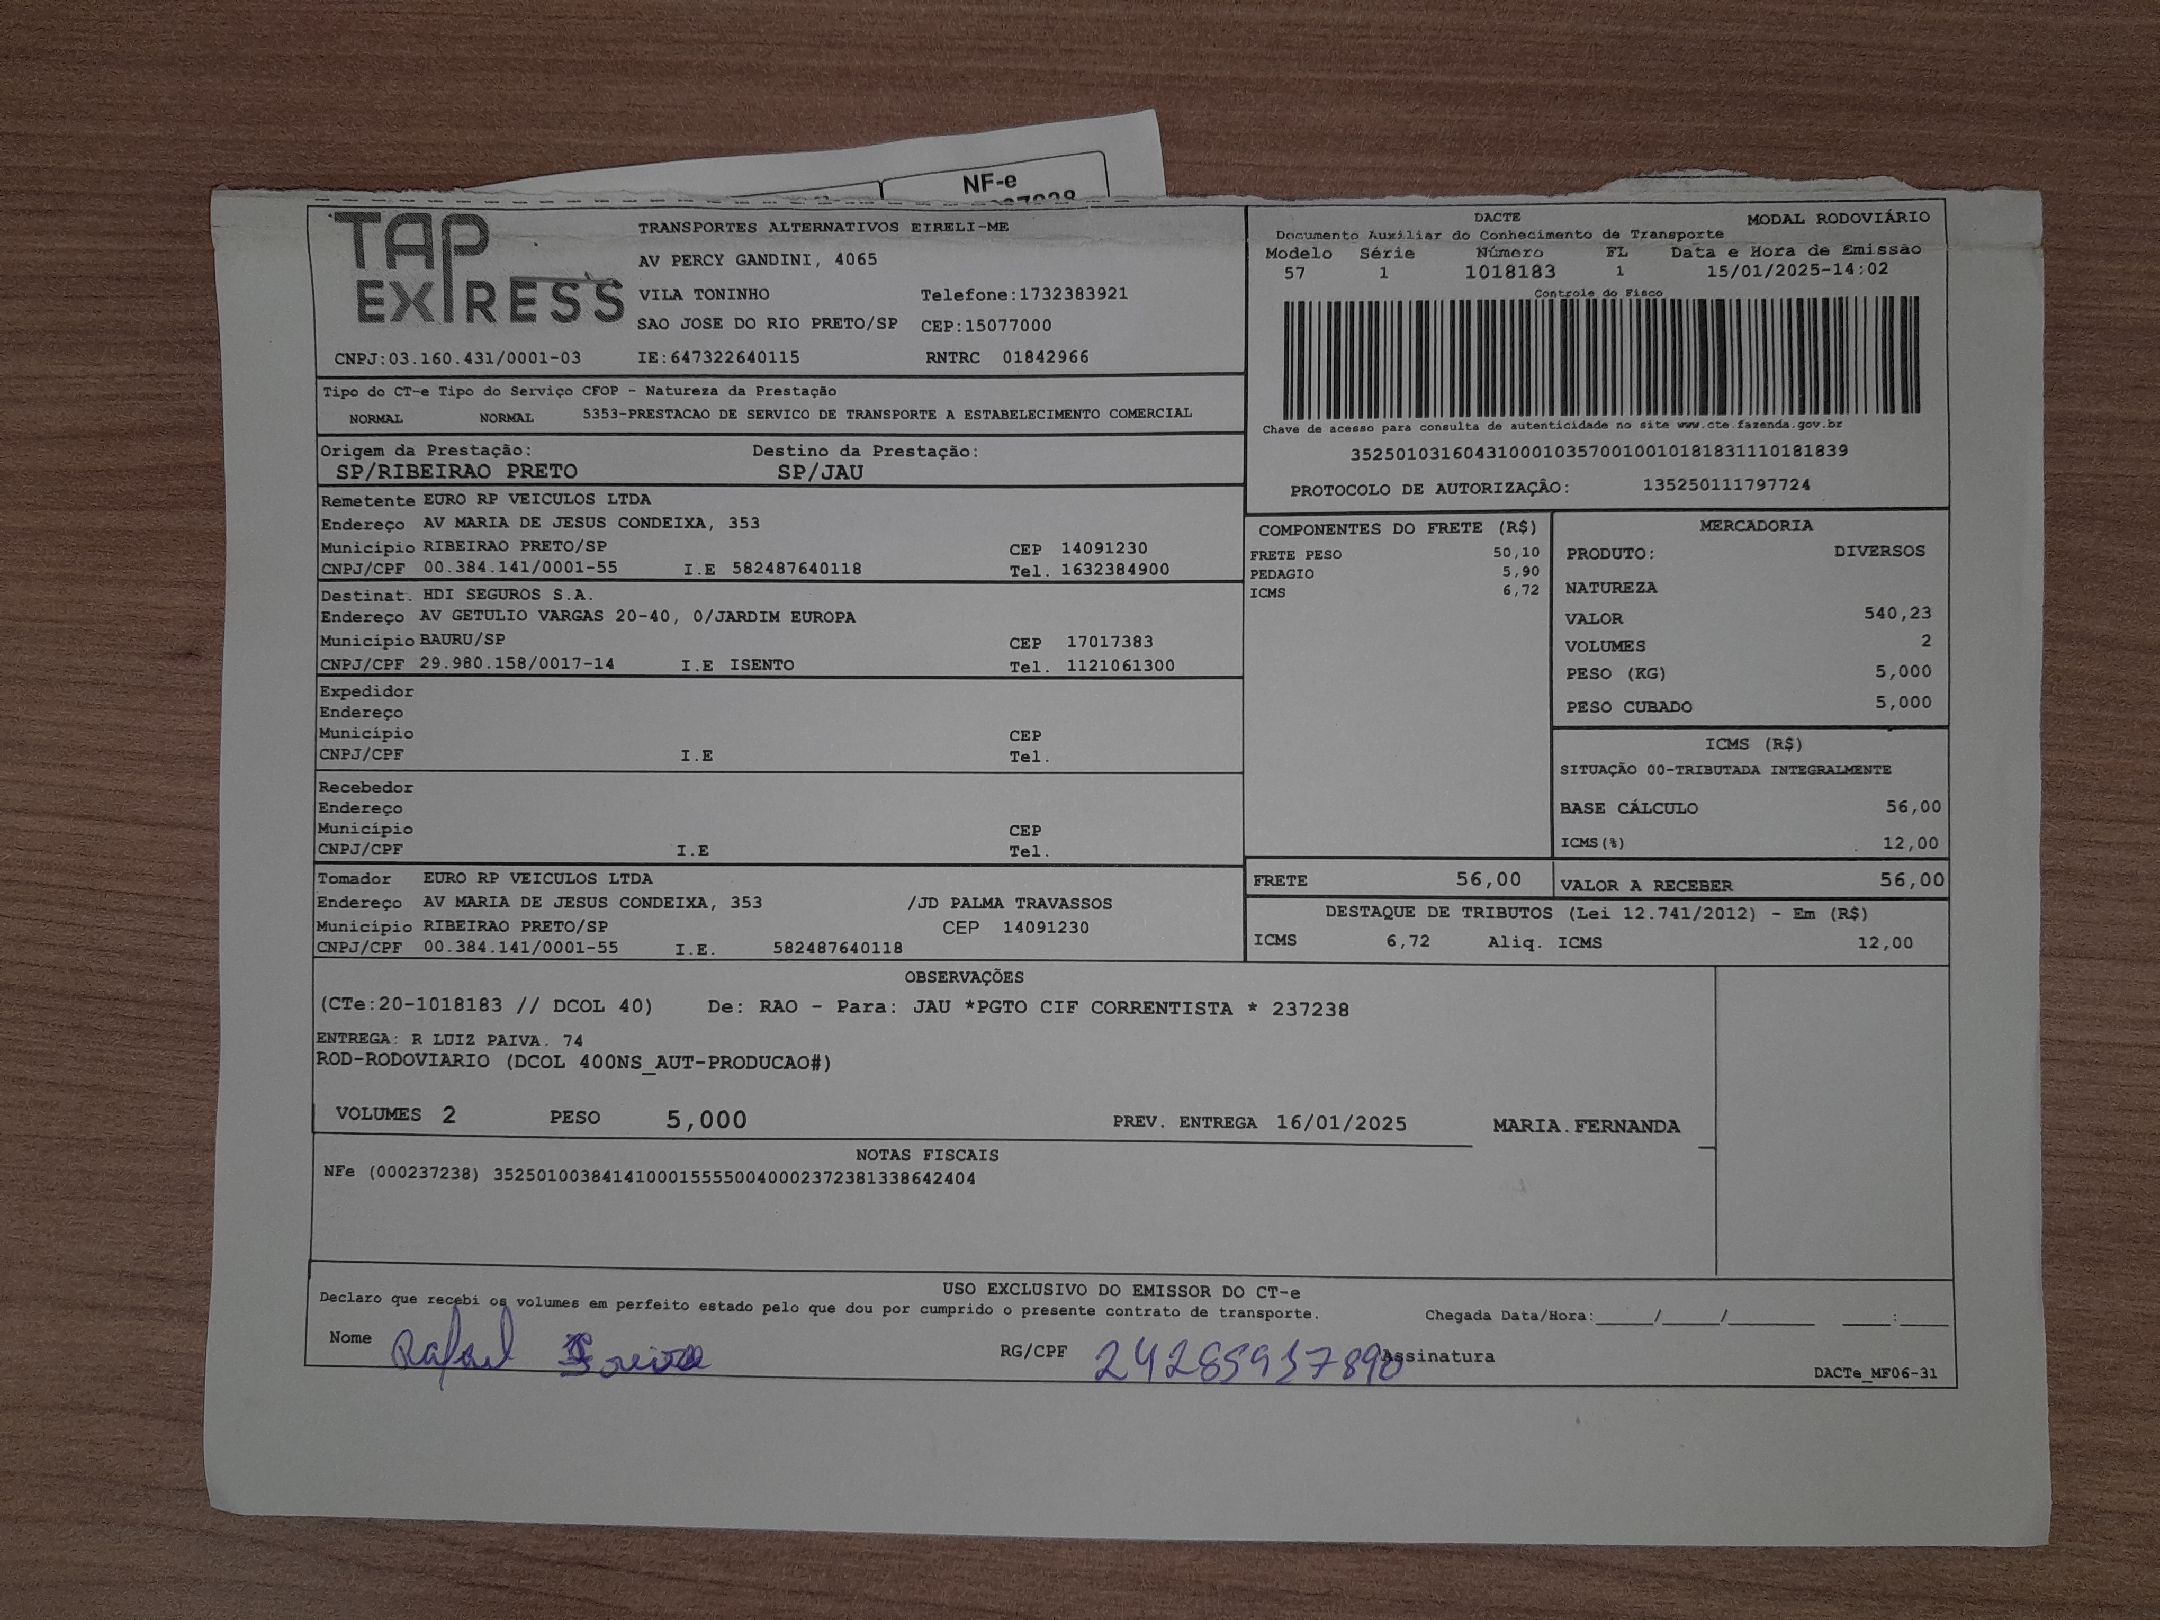 NF-e
TAP EXPRESS
TRANSPORTES ALTERNATIVOS EIRELI-ME
AV PERCY GANDINI, 4065
VILA TONINHO Telefone:1732383921
SAO JOSE DO RIO PRETO/SP CEP:15077000
CNPJ:03.160.431/0001-03 IE:647322640115 RNTRC 01842966
DACTE MODAL RODOVIÁRIO
Documento Auxiliar do Conhecimento de Transporte
Modelo Série Número FL Data e Hora de Emissão
57 1 1018183 1 15/01/2025-14:02
Controle do Fisco
Chave de acesso para consulta de autenticidade no site www.cte.fazenda.gov.br
35250103160431000103570010010181831110181839
PROTOCOLO DE AUTORIZAÇÃO: 135250111797724
Tipo do CT-e Tipo do Serviço CFOP - Natureza da Prestação
NORMAL NORMAL 5353-PRESTACAO DE SERVICO DE TRANSPORTE A ESTABELECIMENTO COMERCIAL
Origem da Prestação: Destino da Prestação:
SP/RIBEIRAO PRETO SP/JAU
Remetente EURO RP VEICULOS LTDA
Endereço AV MARIA DE JESUS CONDEIXA, 353
Município RIBEIRAO PRETO/SP CEP 14091230
CNPJ/CPF 00.384.141/0001-55 I.E 582487640118 Tel. 1632384900
Destinat. HDI SEGUROS S.A.
Endereço AV GETULIO VARGAS 20-40, 0/JARDIM EUROPA
Município BAURU/SP CEP 17017383
CNPJ/CPF 29.980.158/0017-14 I.E ISENTO Tel. 1121061300
Expedidor
Endereço
Município CEP
CNPJ/CPF I.E Tel.
Recebedor
Endereço
Município CEP
CNPJ/CPF I.E Tel.
Tomador EURO RP VEICULOS LTDA
Endereço AV MARIA DE JESUS CONDEIXA, 353 /JD PALMA TRAVASSOS
Município RIBEIRAO PRETO/SP CEP 14091230
CNPJ/CPF 00.384.141/0001-55 I.E. 582487640118
COMPONENTES DO FRETE (R$)
FRETE PESO 50,10
PEDAGIO 5,90
ICMS 6,72
MERCADORIA
PRODUTO: DIVERSOS
NATUREZA
VALOR 540,23
VOLUMES 2
PESO (KG) 5,000
PESO CUBADO 5,000
ICMS (R$)
SITUAÇÃO 00-TRIBUTADA INTEGRALMENTE
BASE CÁLCULO 56,00
ICMS(%) 12,00
FRETE 56,00 VALOR A RECEBER 56,00
DESTAQUE DE TRIBUTOS (Lei 12.741/2012) - Em (R$)
ICMS 6,72 Aliq. ICMS 12,00
OBSERVAÇÕES
(CTe:20-1018183 // DCOL 40) De: RAO - Para: JAU *PGTO CIF CORRENTISTA * 237238
ENTREGA: R LUIZ PAIVA. 74
ROD-RODOVIARIO (DCOL 400NS_AUT-PRODUCAO#)
VOLUMES 2 PESO 5,000 PREV. ENTREGA 16/01/2025 MARIA.FERNANDA
NOTAS FISCAIS
NFe (000237238) 35250100384141000155550040002372381338642404
USO EXCLUSIVO DO EMISSOR DO CT-e
Declaro que recebi os volumes em perfeito estado pelo que dou por cumprido o presente contrato de transporte. Chegada Data/Hora:_____/_____/________ ____:____
Nome Rafael RG/CPF 24285937890 Assinatura
DACTe_MF06-31